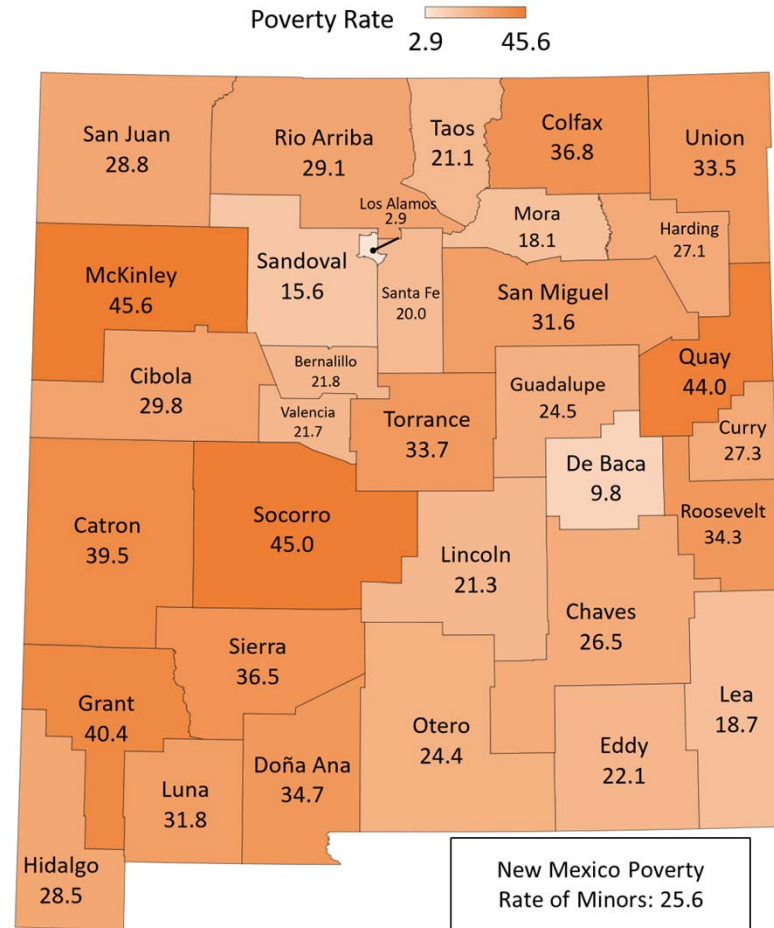 Poverty Rate
2.9 45.6
San Juan
28.8
Rio Arriba
29.1
Taos
21.1
Colfax
36.8
Union
33.5
Los Alamos
2.9
Mora
18.1
Harding
27.1
McKinley
45.6
Sandoval
15.6
Santa Fe
20.0
San Miguel
31.6
Quay
44.0
Cibola
29.8
Bernalillo
21.8
Valencia
21.7
Torrance
33.7
Guadalupe
24.5
Curry
27.3
De Baca
9.8
Roosevelt
34.3
Catron
39.5
Socorro
45.0
Lincoln
21.3
Chaves
26.5
Sierra
36.5
Grant
40.4
Otero
24.4
Lea
18.7
Eddy
22.1
Doña Ana
34.7
Luna
31.8
Hidalgo
28.5
New Mexico Poverty
Rate of Minors: 25.6